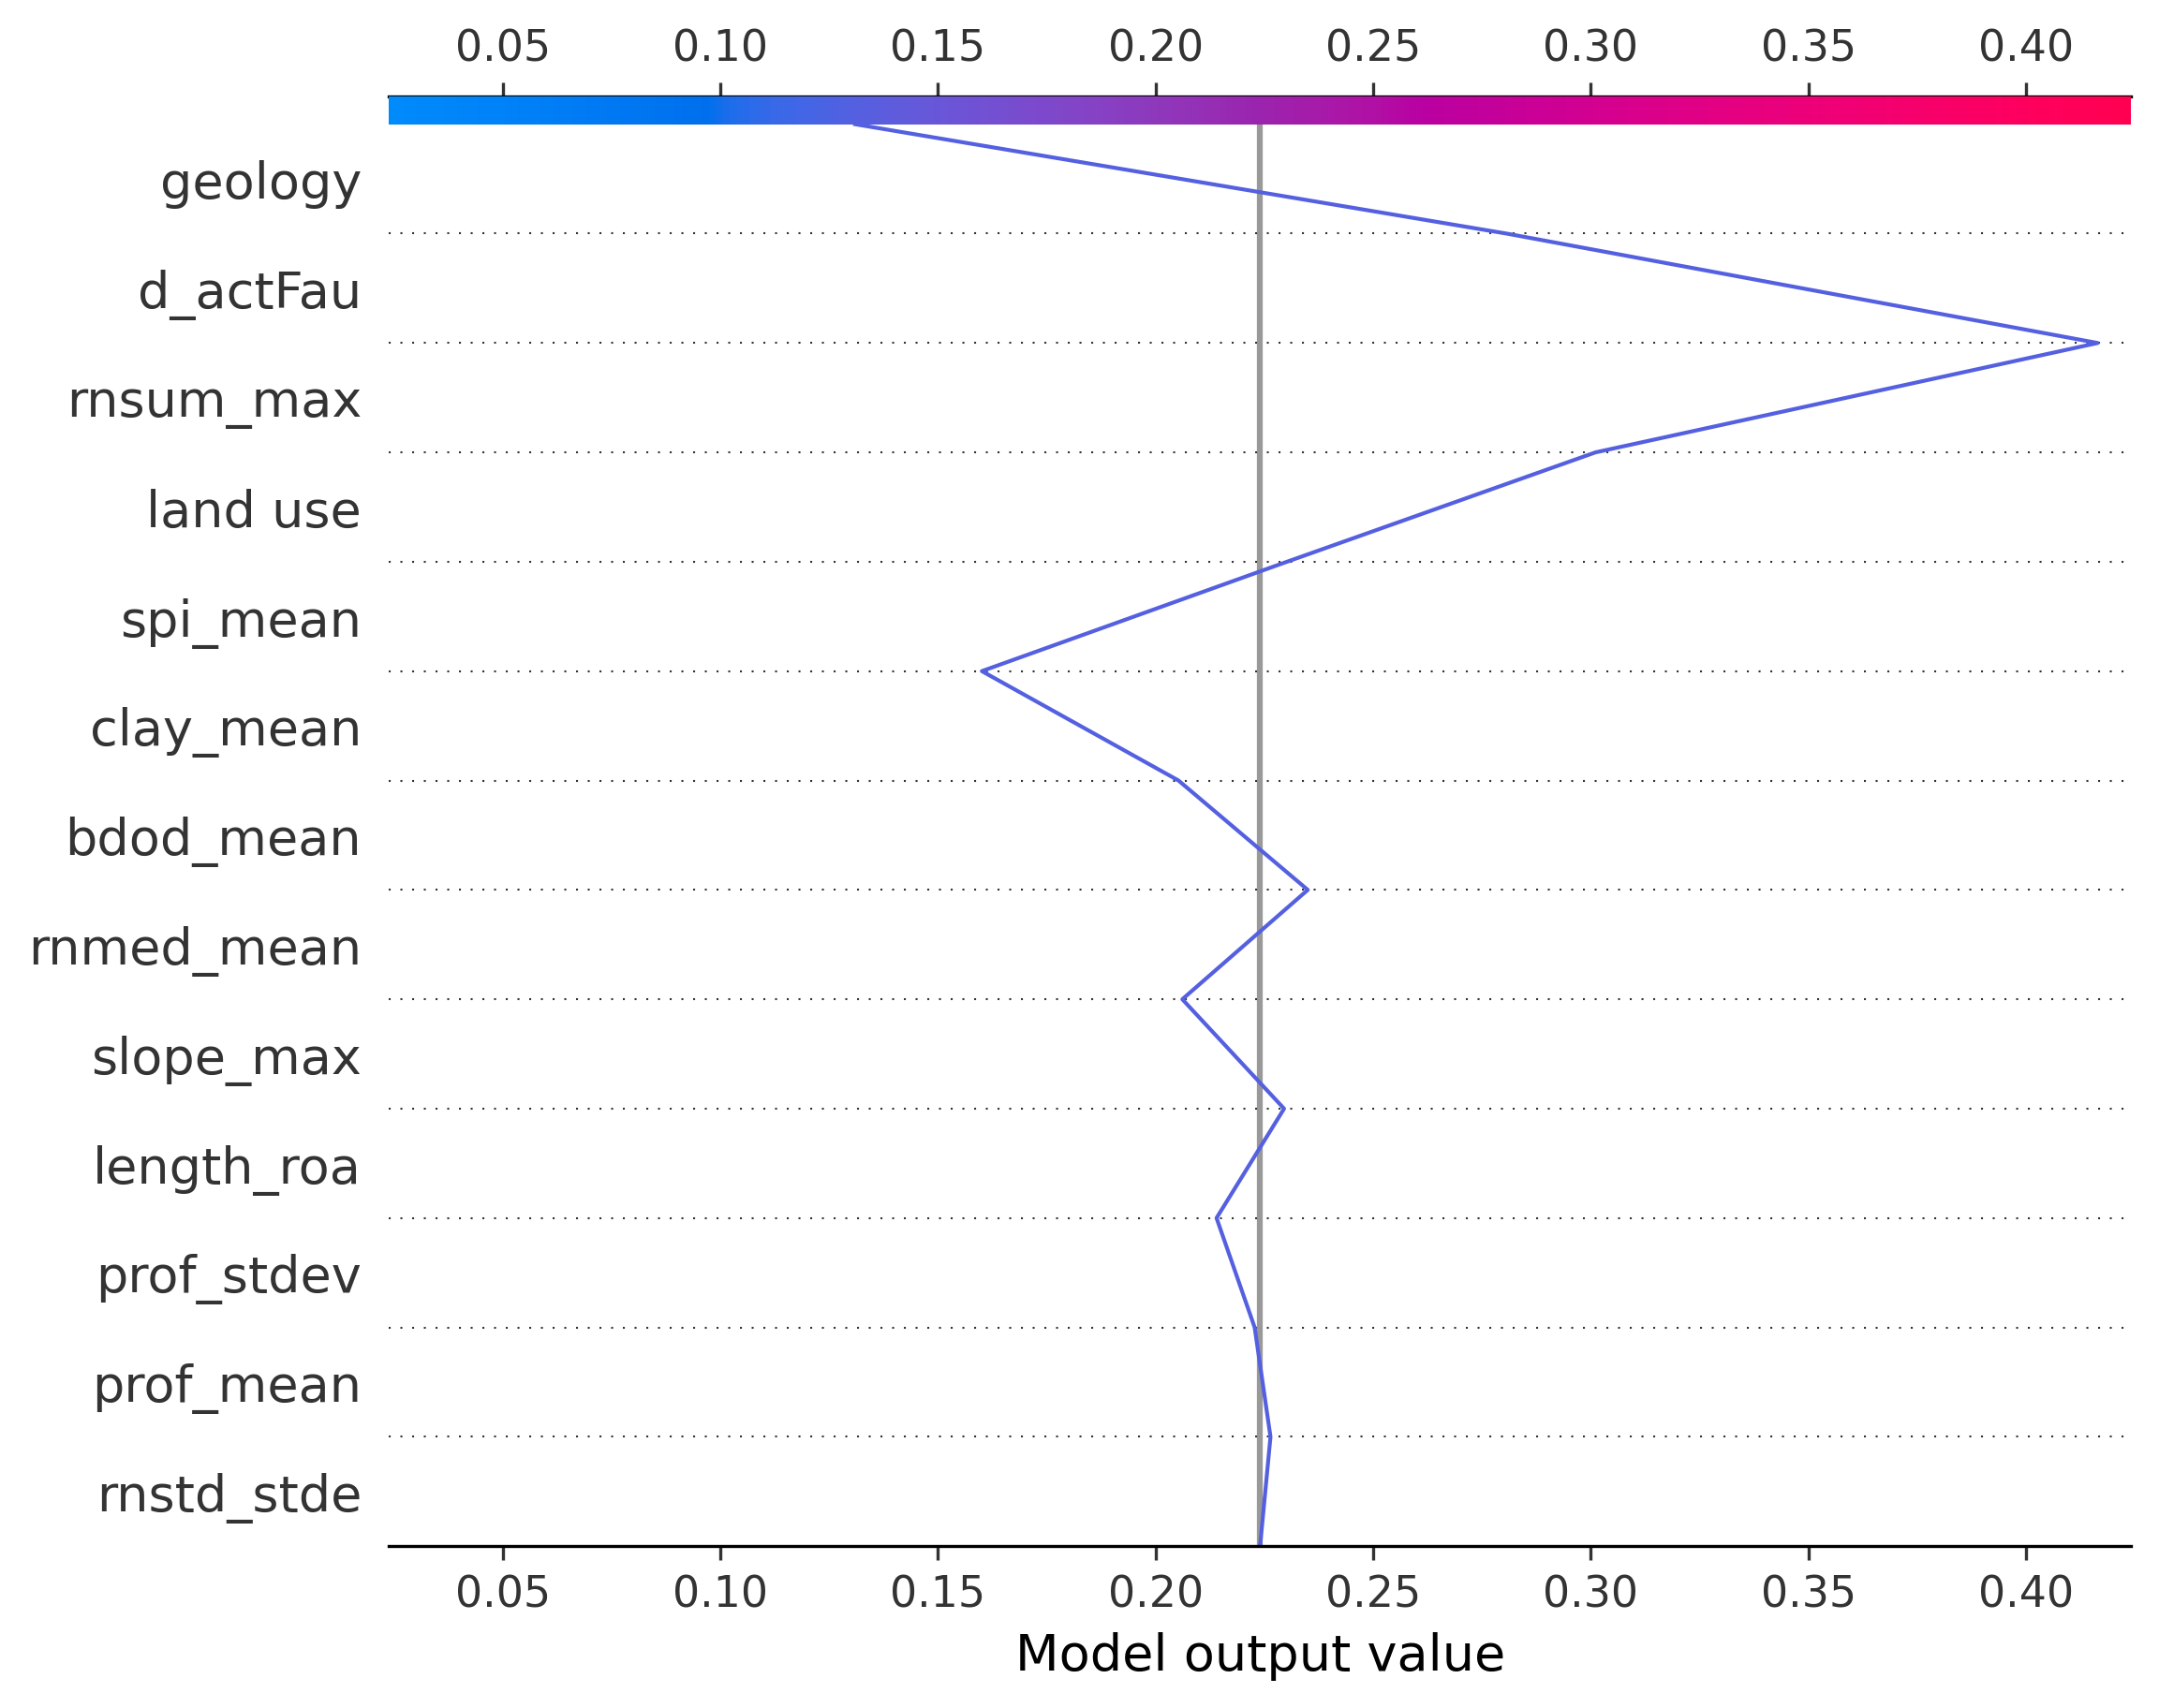 0.05 0.10 0.15 0.20 0.25 0.30 0.35 0.40
geology
d_actFau
rnsum_max
land use
spi_mean
clay_mean
bdod_mean
rnmed_mean
slope_max
length_roa
prof_stdev
prof_mean
rnstd_stde
0.05 0.10 0.15 0.20 0.25 0.30 0.35 0.40
Model output value